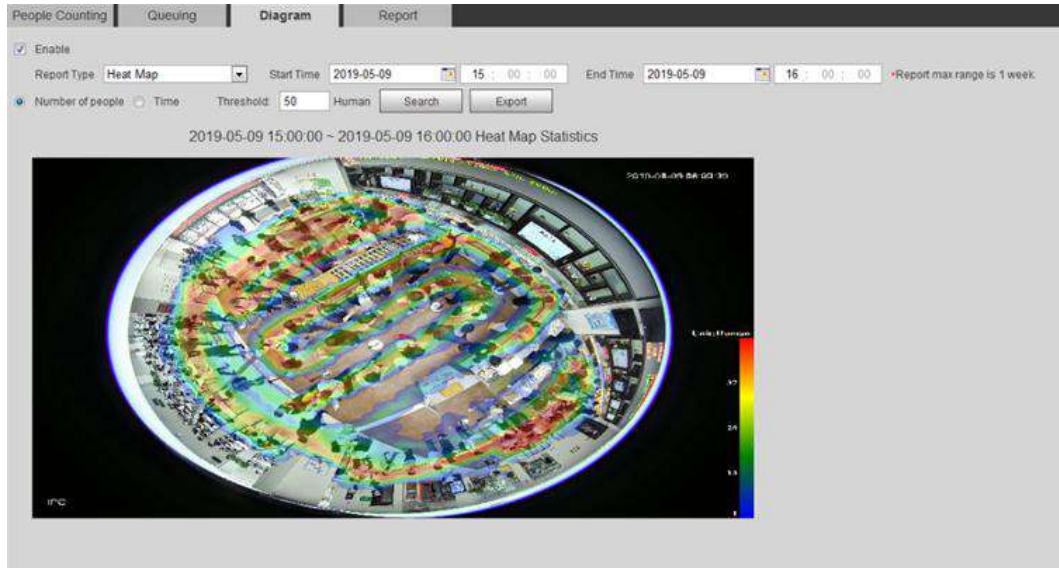 People Counting Queuing Diagram Report
Enable
Report Type Heat Map Start Time 2019-05-09 15 : 00 : 00 End Time 2019-05-09 16 : 00 : 00 *Report max range is 1 week.
Number of people Time Threshold: 50 Human Search Export
2019-05-09 15:00:00 ~ 2019-05-09 16:00:00 Heat Map Statistics
Unit:Human
IPC
1